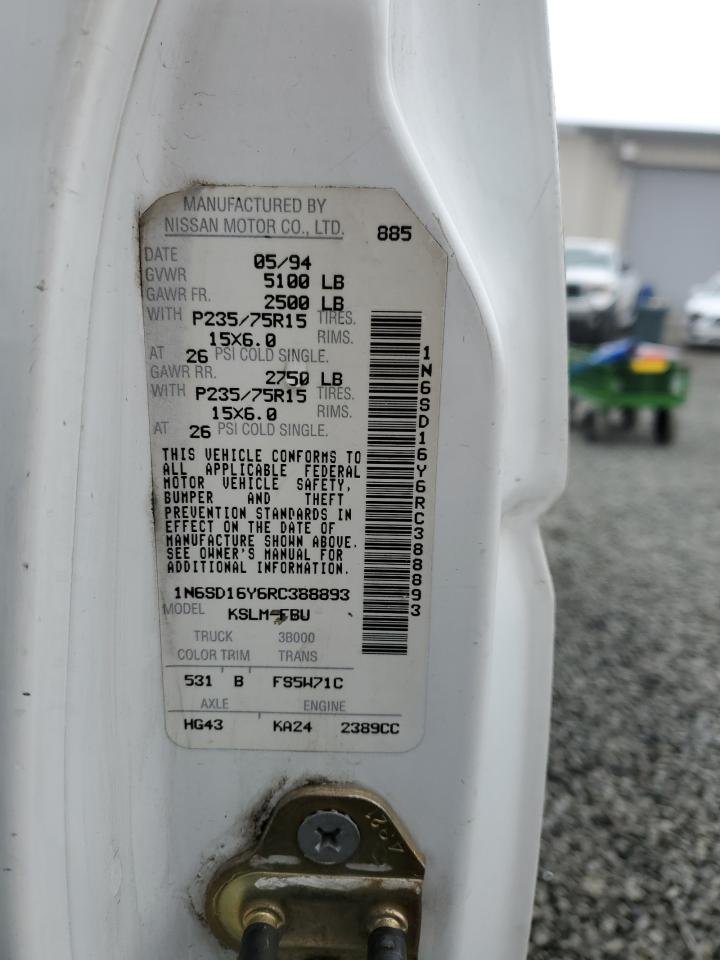 MANUFACTURED BY
NISSAN MOTOR CO., LTD. 885
DATE 05/94
GVWR 5100 LB
GAWR FR. 2500 LB
WITH P235/75R15 TIRES.
15X6.0 RIMS.
AT 26 PSI COLD SINGLE.
GAWR RR. 2750 LB
WITH P235/75R15 TIRES.
15X6.0 RIMS.
AT 26 PSI COLD SINGLE.
THIS VEHICLE CONFORMS TO
ALL APPLICABLE FEDERAL
MOTOR VEHICLE SAFETY,
BUMPER AND THEFT
PREVENTION STANDARDS IN
EFFECT ON THE DATE OF
MANUFACTURE SHOWN ABOVE.
SEE OWNER'S MANUAL FOR
ADDITIONAL INFORMATION.
1N6SD16Y6RC388893
MODEL KSLM-FBU
TRUCK 3B000
COLOR TRIM TRANS
531 B FS5W71C
AXLE ENGINE
HG43 KA24 2389CC
1N6SD16Y6RC388893